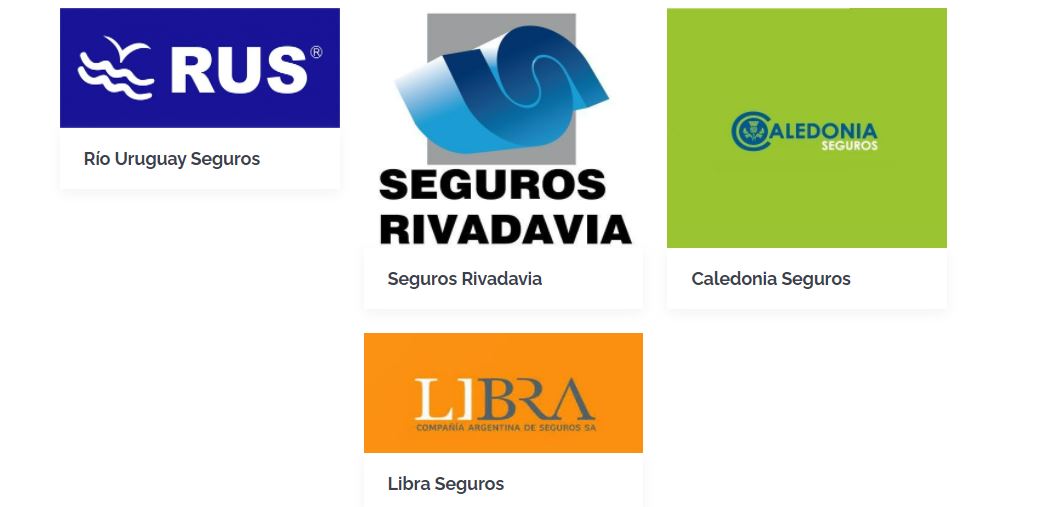 RUS®
Río Uruguay Seguros
SEGUROS
RIVADAVIA
Seguros Rivadavia
CALEDONIA
SEGUROS
Caledonia Seguros
LIBRA
COMPAÑÍA ARGENTINA DE SEGUROS SA
Libra Seguros